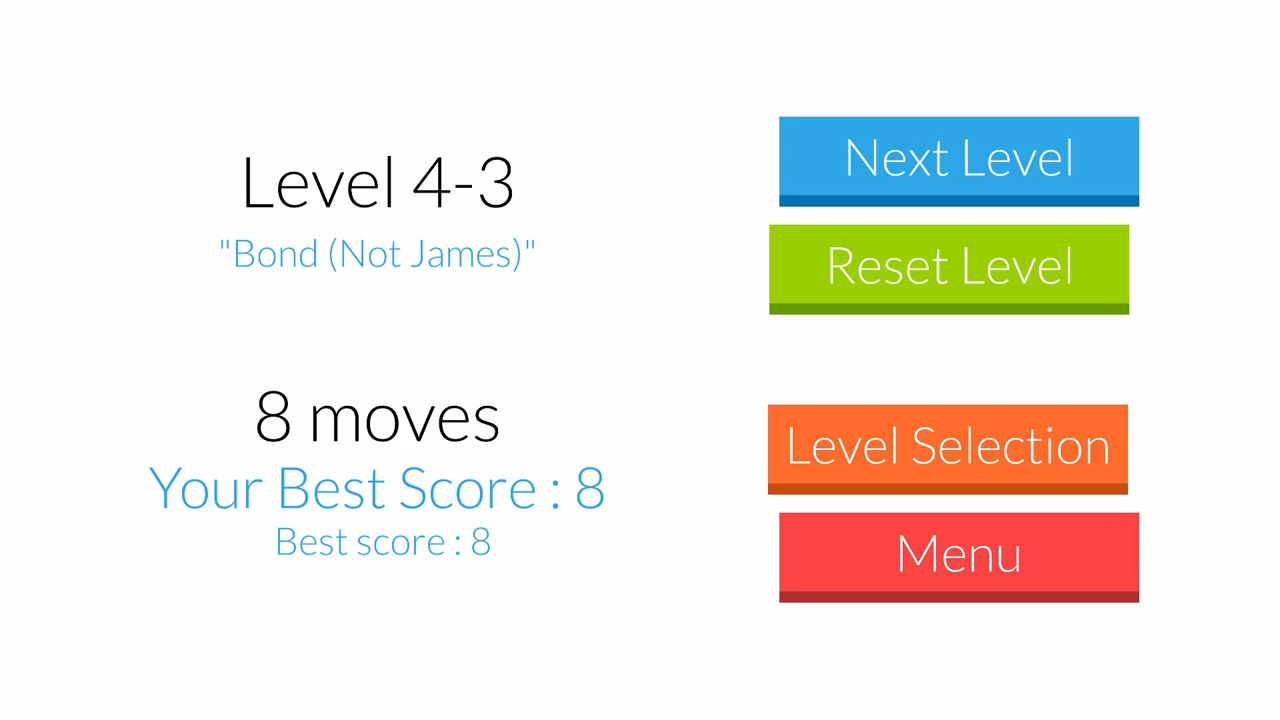 Level 4-3
"Bond (Not James)"
8 moves
Your Best Score : 8
Best score : 8
Next Level
Reset Level
Level Selection
Menu